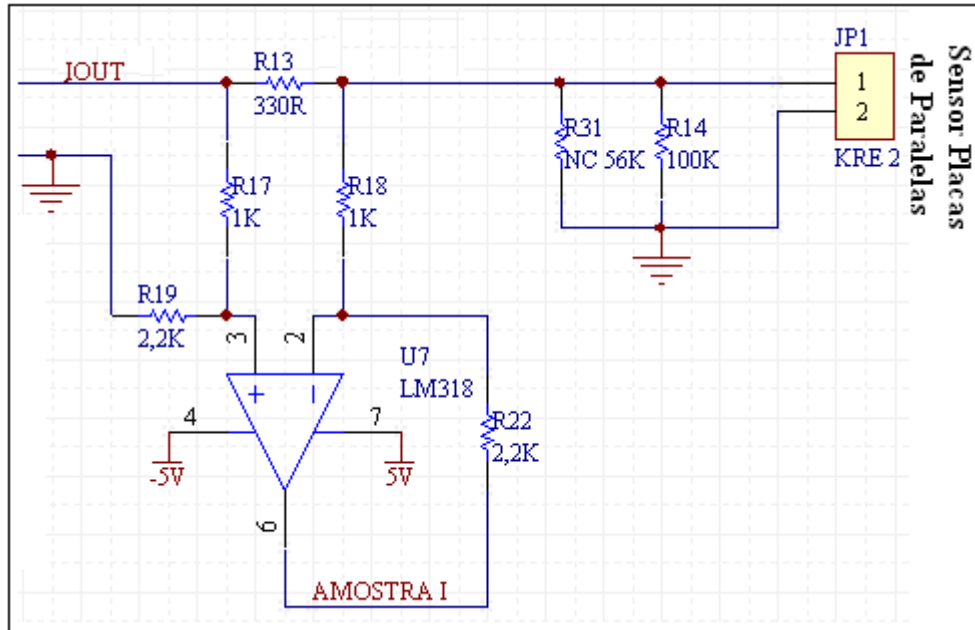 JP1
Sensor Placas
de Paralelas
R13
330R
IOUT
1
2
KRE 2
R31
NC 56K
R14
100K
R17
1K
R18
1K
R19
2,2K
3
2
U7
LM318
4
7
-5V
5V
R22
2,2K
6
AMOSTRA I